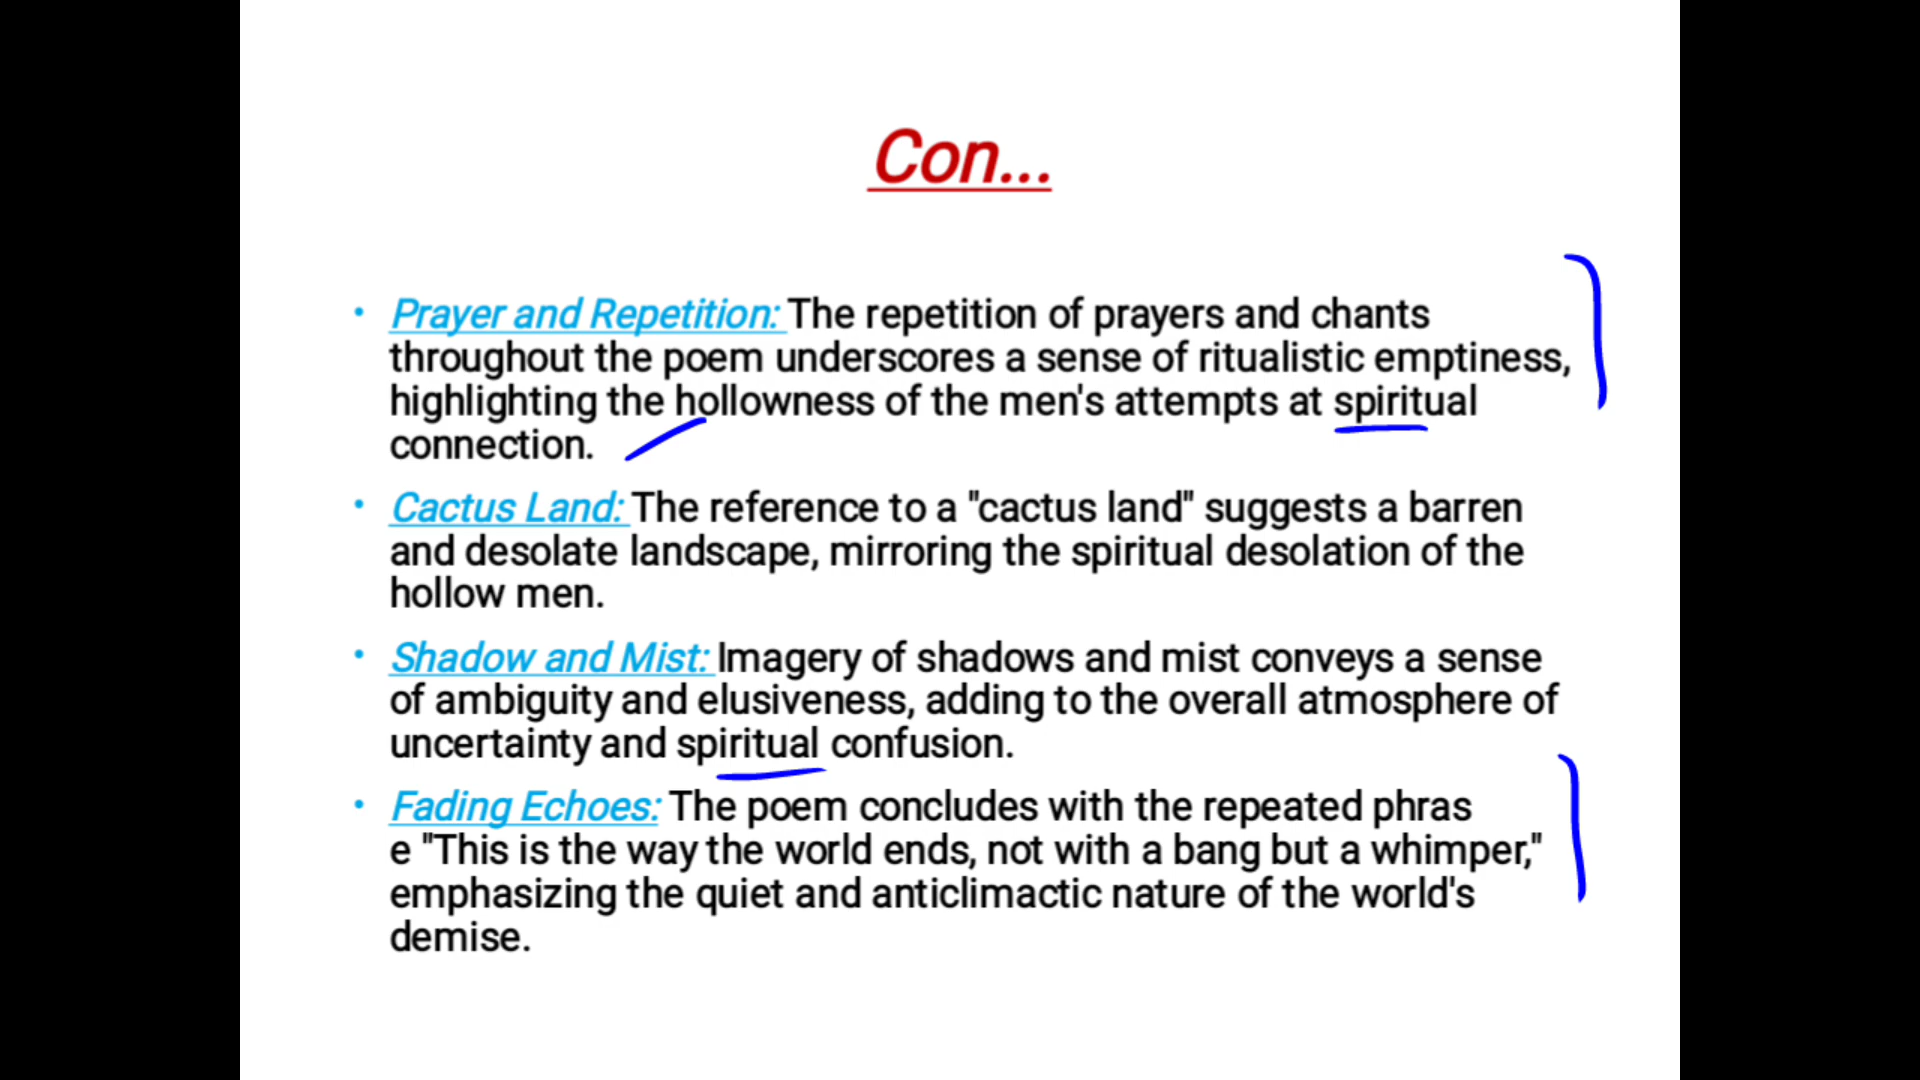 Con...
• Prayer and Repetition: The repetition of prayers and chants
throughout the poem underscores a sense of ritualistic emptiness,
highlighting the hollowness of the men's attempts at spiritual
connection.
• Cactus Land: The reference to a "cactus land" suggests a barren
and desolate landscape, mirroring the spiritual desolation of the
hollow men.
• Shadow and Mist: Imagery of shadows and mist conveys a sense
of ambiguity and elusiveness, adding to the overall atmosphere of
uncertainty and spiritual confusion.
• Fading Echoes: The poem concludes with the repeated phras
e "This is the way the world ends, not with a bang but a whimper,"
emphasizing the quiet and anticlimactic nature of the world's
demise.